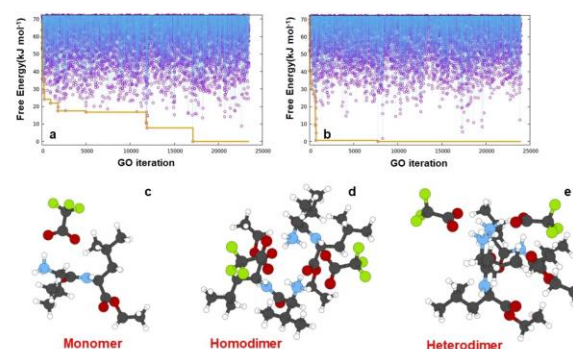 70
60
50
40
30
20
10
0
Free Energy(kJ mol⁻¹)
a
0 5000 10000 15000 20000 25000
GO iteration
70
60
50
40
30
20
10
0
Free Energy(kJ mol⁻¹)
b
0 5000 10000 15000 20000 25000
GO iteration
c
d
e
Monomer
Homodimer
Heterodimer